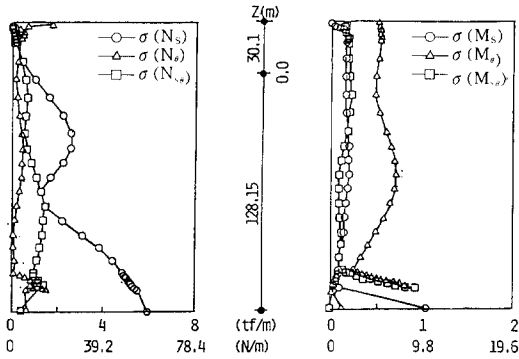 Z(m)
σ (N_S)
σ (N_θ)
σ (N_Sθ)
30.1
0.0
128.15
σ (M_S)
σ (M_θ)
σ (M_Sθ)
0 4 8
(tf/m)
0 1 2
0 39.2 78.4
(N/m)
0 9.8 19.6